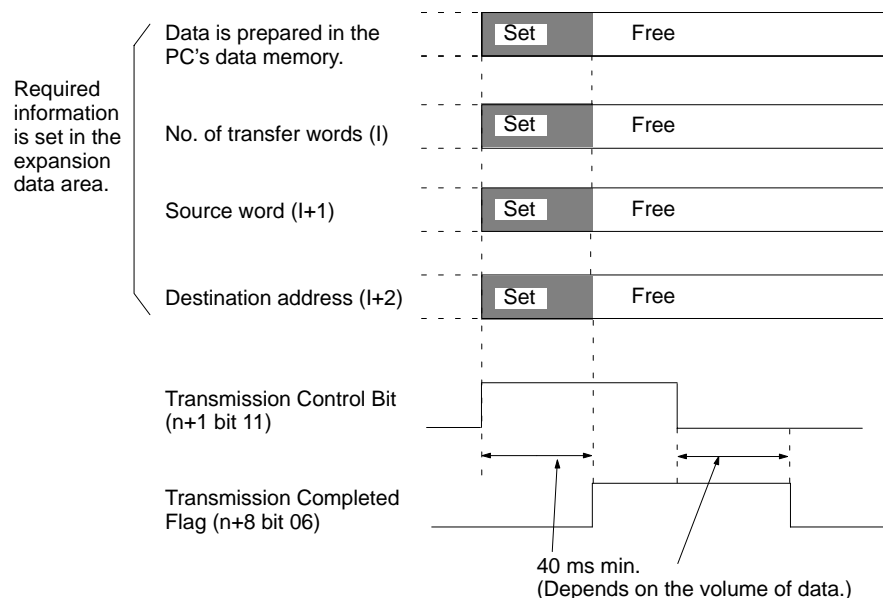 Required
information
is set in the
expansion
data area.
Data is prepared in the
PC's data memory.
Set Free
No. of transfer words (I)
Set Free
Source word (I+1)
Set Free
Destination address (I+2)
Set Free
Transmission Control Bit
(n+1 bit 11)
Transmission Completed
Flag (n+8 bit 06)
40 ms min.
(Depends on the volume of data.)